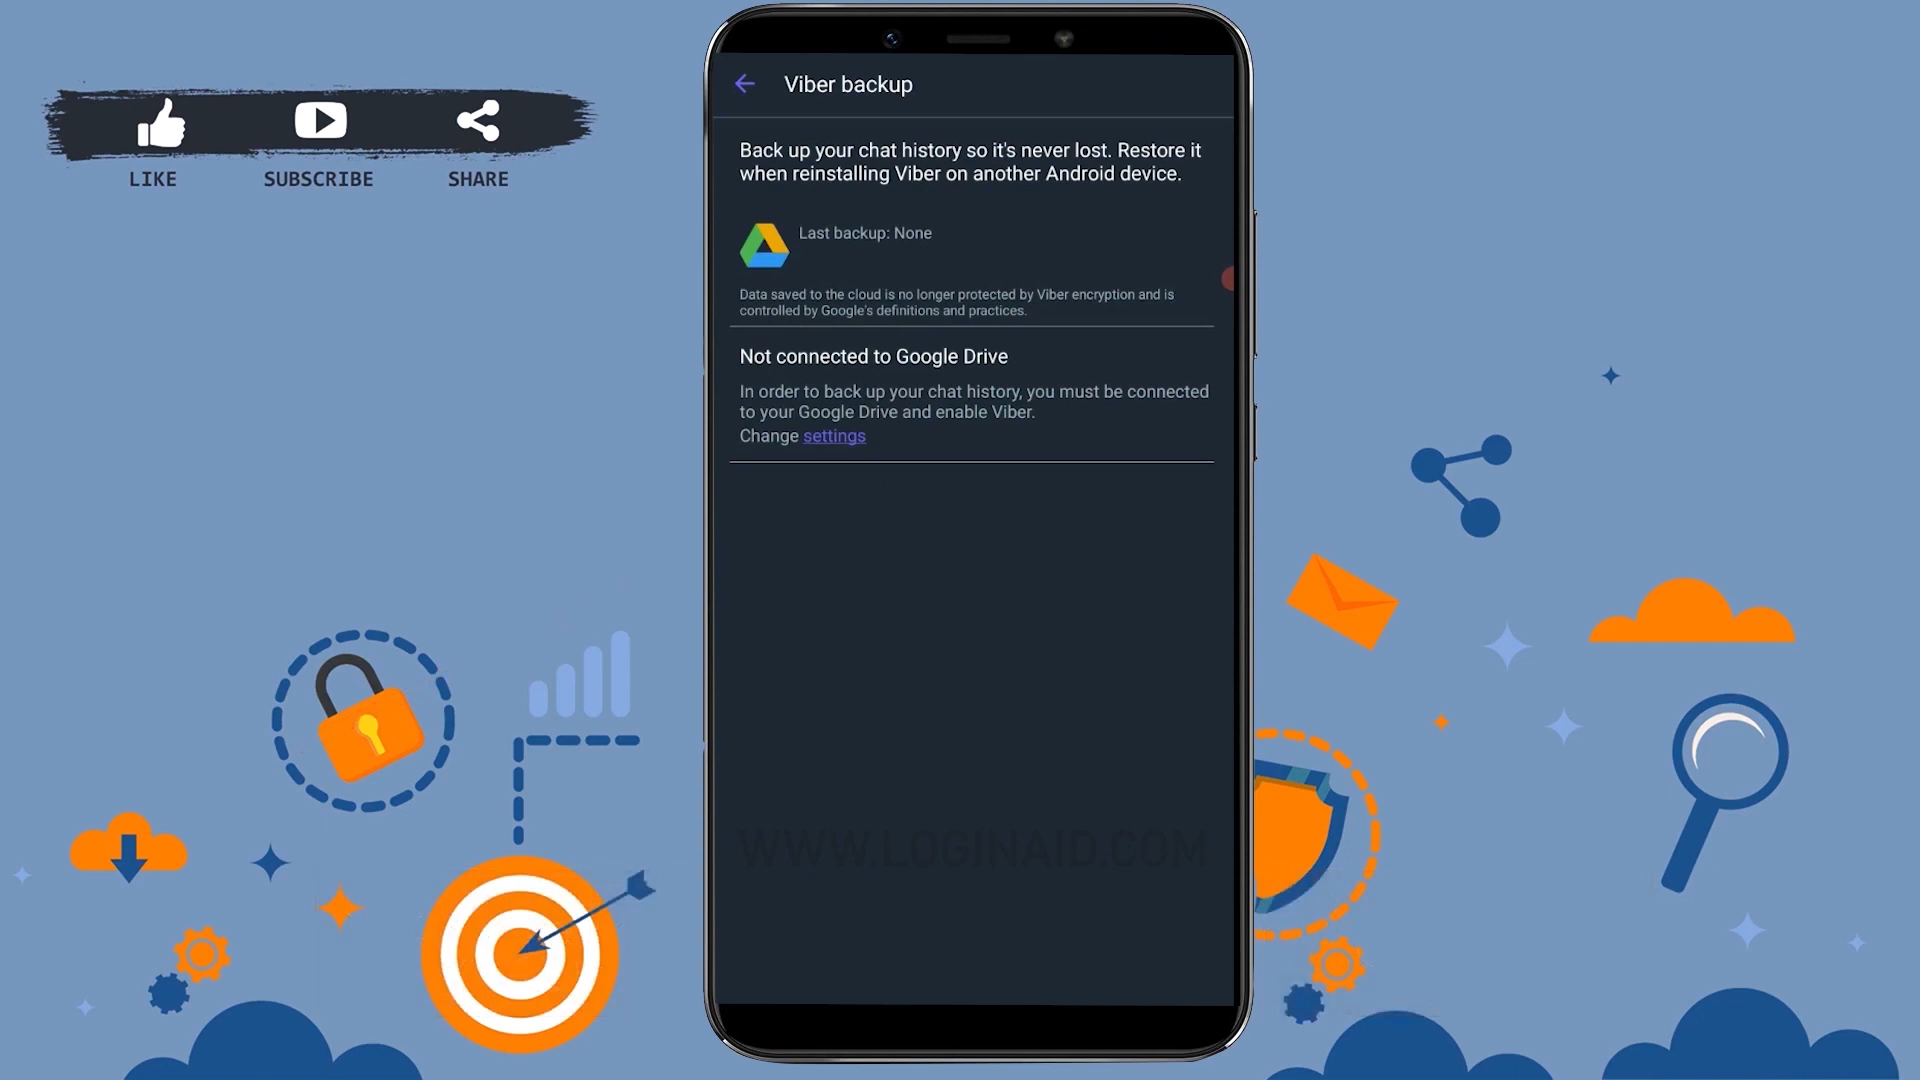 LIKE
SUBSCRIBE
SHARE
Viber backup
Back up your chat history so it's never lost. Restore it
when reinstalling Viber on another Android device.
Last backup: None
Data saved to the cloud is no longer protected by Viber encryption and is
controlled by Google's definitions and practices.
Not connected to Google Drive
In order to back up your chat history, you must be connected
to your Google Drive and enable Viber.
Change settings
WWW.LOGINAID.COM